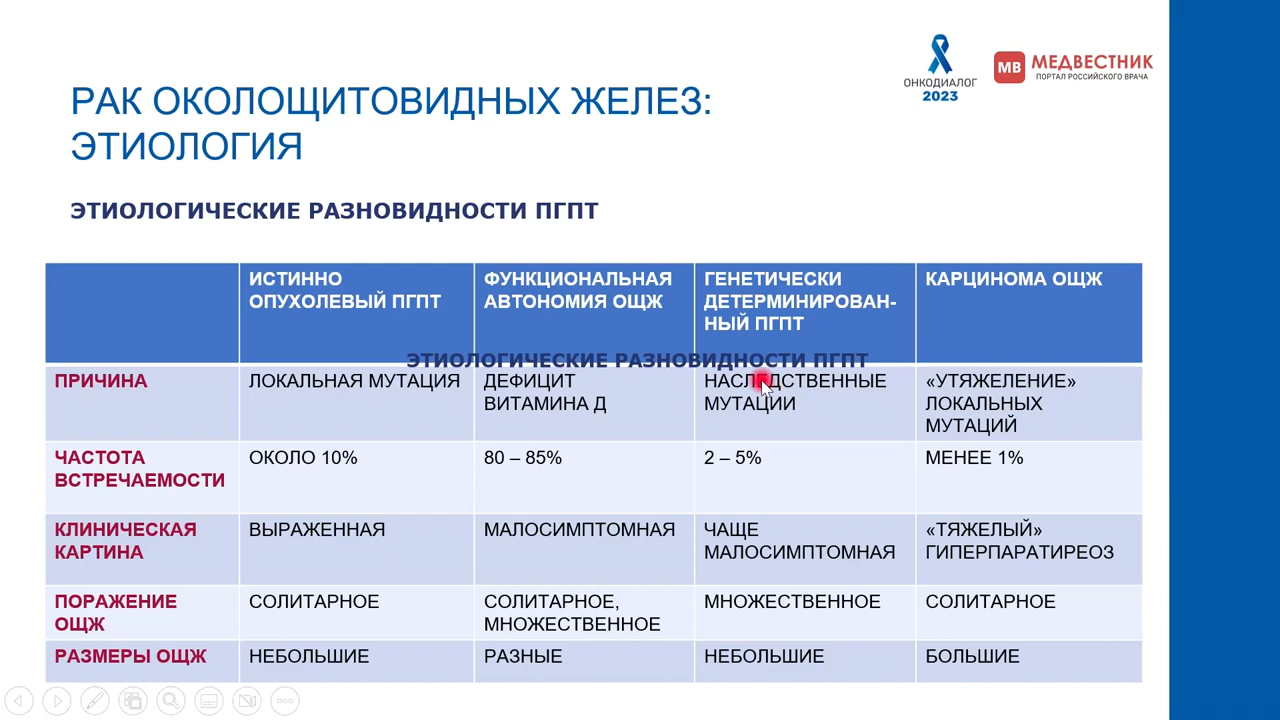 ОНКОДИАЛОГ
2023
МВ
МЕДВЕСТНИК
ПОРТАЛ РОССИЙСКОГО ВРАЧА
РАК ОКОЛОЩИТОВИДНЫХ ЖЕЛЕЗ:
ЭТИОЛОГИЯ
ЭТИОЛОГИЧЕСКИЕ РАЗНОВИДНОСТИ ПГПТ
ИСТИННО
ОПУХОЛЕВЫЙ ПГПТ
ФУНКЦИОНАЛЬНАЯ
АВТОНОМИЯ ОЩЖ
ГЕНЕТИЧЕСКИ
ДЕТЕРМИНИРОВАН-
НЫЙ ПГПТ
КАРЦИНОМА ОЩЖ
ЭТИОЛОГИЧЕСКИЕ РАЗНОВИДНОСТИ ПГПТ
ПРИЧИНА
ЛОКАЛЬНАЯ МУТАЦИЯ
ДЕФИЦИТ
ВИТАМИНА Д
НАСЛЕДСТВЕННЫЕ
МУТАЦИИ
«УТЯЖЕЛЕНИЕ»
ЛОКАЛЬНЫХ
МУТАЦИЙ
ЧАСТОТА
ВСТРЕЧАЕМОСТИ
ОКОЛО 10%
80 – 85%
2 – 5%
МЕНЕЕ 1%
КЛИНИЧЕСКАЯ
КАРТИНА
ВЫРАЖЕННАЯ
МАЛОСИМПТОМНАЯ
ЧАЩЕ
МАЛОСИМПТОМНАЯ
«ТЯЖЕЛЫЙ»
ГИПЕРПАРАТИРЕОЗ
ПОРАЖЕНИЕ
ОЩЖ
СОЛИТАРНОЕ
СОЛИТАРНОЕ,
МНОЖЕСТВЕННОЕ
МНОЖЕСТВЕННОЕ
СОЛИТАРНОЕ
РАЗМЕРЫ ОЩЖ
НЕБОЛЬШИЕ
РАЗНЫЕ
НЕБОЛЬШИЕ
БОЛЬШИЕ